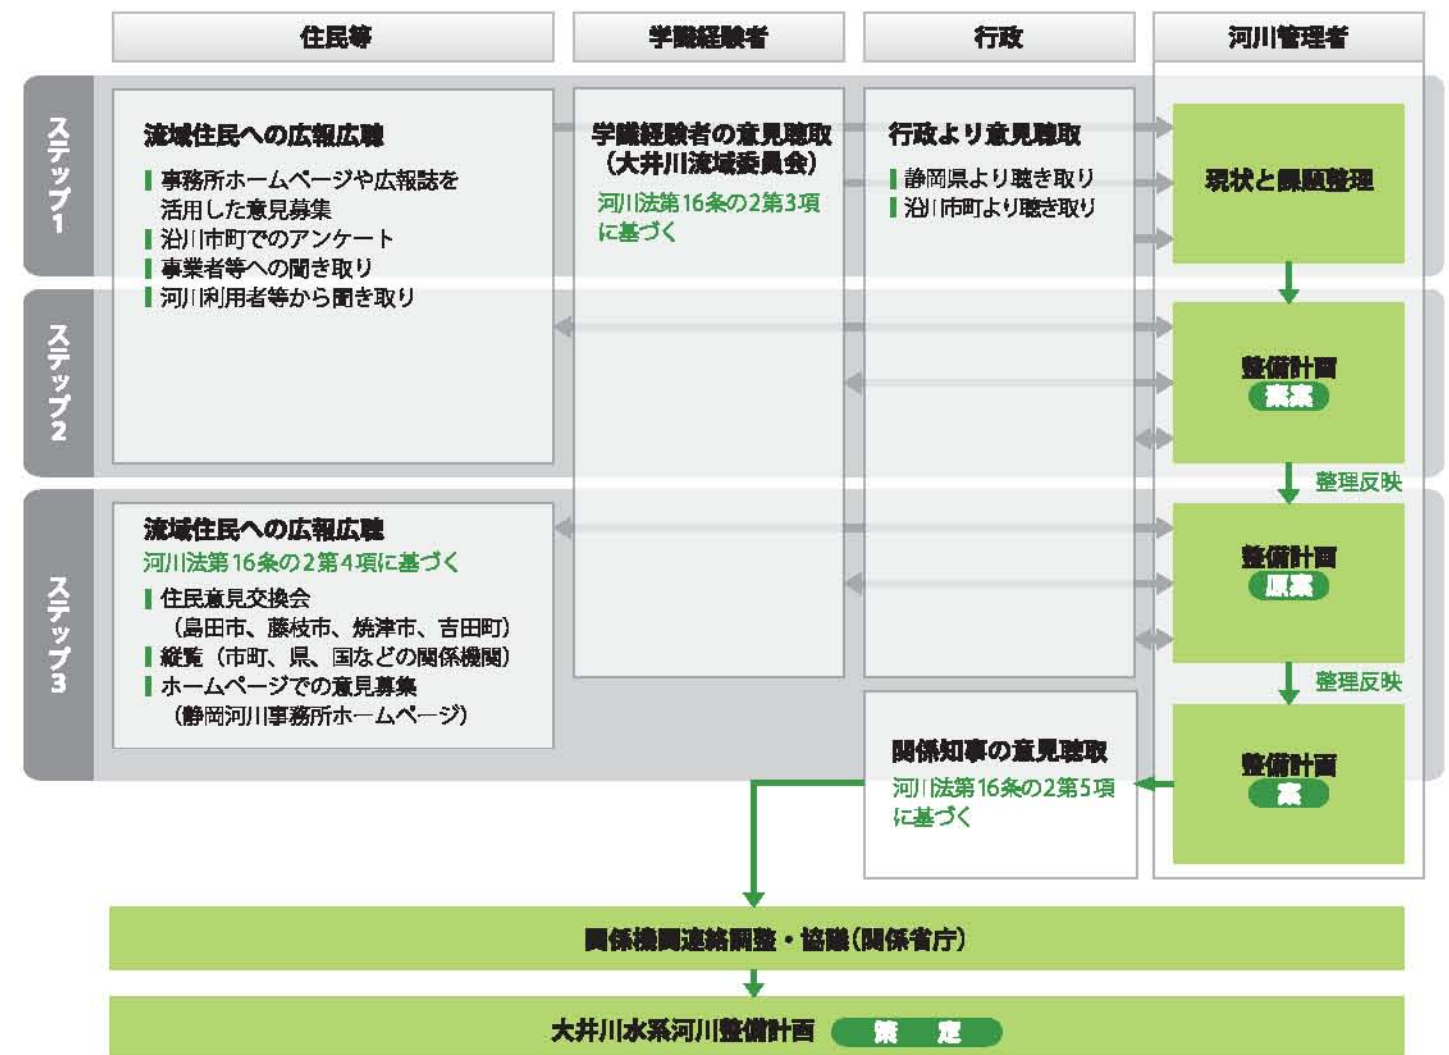 住民等
学識経験者
行政
河川管理者
ステップ1
流域住民への広報広聴
事務所ホームページや広報誌を
活用した意見募集
沿川市町でのアンケート
事業者等への聞き取り
河川利用者等から聞き取り
学識経験者の意見聴取
（大井川流域委員会）
河川法第16条の2第3項
に基づく
行政より意見聴取
静岡県より聴き取り
沿川市町より聴き取り
現状と課題整理
ステップ2
整備計画
素案
整理反映
ステップ3
流域住民への広報広聴
河川法第16条の2第4項に基づく
住民意見交換会
（島田市、藤枝市、焼津市、吉田町）
縦覧（市町、県、国などの関係機関）
ホームページでの意見募集
（静岡河川事務所ホームページ）
整備計画
原案
整理反映
関係知事の意見聴取
河川法第16条の2第5項
に基づく
整備計画
案
関係機関連絡調整・協議（関係省庁）
大井川水系河川整備計画 策 定